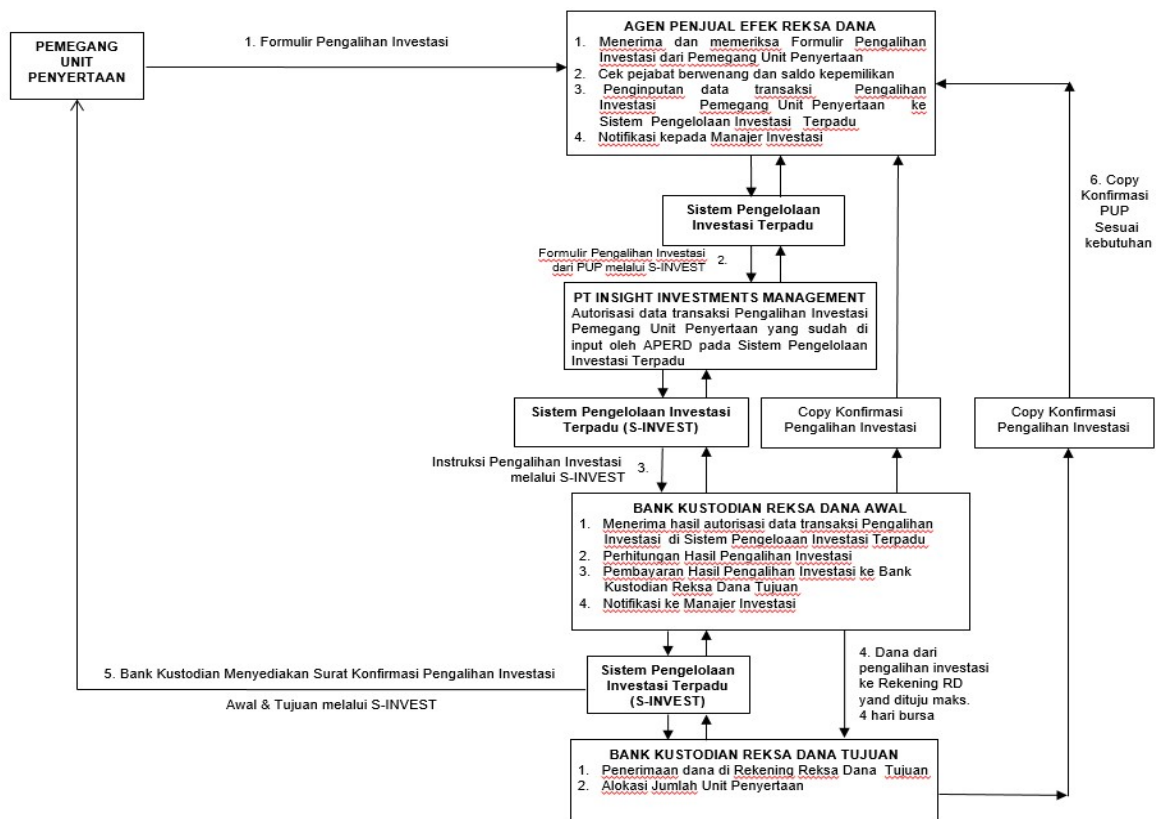 AGEN PENJUAL EFEK REKSA DANA
1. Menerima dan memeriksa Formulir Pengalihan
Investasi dari Pemegang Unit Penyertaan
2. Cek pejabat berwenang dan saldo kepemilikan
3. Penginputan data transaksi Pengalihan
Investasi Pemegang Unit Penyertaan ke
Sistem Pengelolaan Investasi Terpadu
4. Notifikasi kepada Manajer Investasi
PEMEGANG
UNIT
PENYERTAAN
1. Formulir Pengalihan Investasi
6. Copy
Konfirmasi
PUP
Sesuai
kebutuhan
Sistem Pengelolaan
Investasi Terpadu
Formulir Pengalihan Investasi
dari PUP melalui S-INVEST
2.
PT INSIGHT INVESTMENTS MANAGEMENT
Autorisasi data transaksi Pengalihan Investasi
Pemegang Unit Penyertaan yang sudah di
input oleh APERD pada Sistem Pengelolaan
Investasi Terpadu
Sistem Pengelolaan Investasi
Terpadu (S-INVEST)
Copy Konfirmasi
Pengalihan Investasi
Copy Konfirmasi
Pengalihan Investasi
Instruksi Pengalihan Investasi
melalui S-INVEST
3.
BANK KUSTODIAN REKSA DANA AWAL
1. Menerima hasil autorisasi data transaksi Pengalihan
Investasi di Sistem Pengeloaan Investasi Terpadu
2. Perhitungan Hasil Pengalihan Investasi
3. Pembayaran Hasil Pengalihan Investasi ke Bank
Kustodian Reksa Dana Tujuan
4. Notifikasi ke Manajer Investasi
5. Bank Kustodian Menyediakan Surat Konfirmasi Pengalihan Investasi
Awal & Tujuan melalui S-INVEST
Sistem Pengelolaan
Investasi Terpadu
(S-INVEST)
4. Dana dari
pengalihan investasi
ke Rekening RD
yand dituju maks.
4 hari bursa
BANK KUSTODIAN REKSA DANA TUJUAN
1. Penerimaan dana di Rekening Reksa Dana Tujuan
2. Alokasi Jumlah Unit Penyertaan